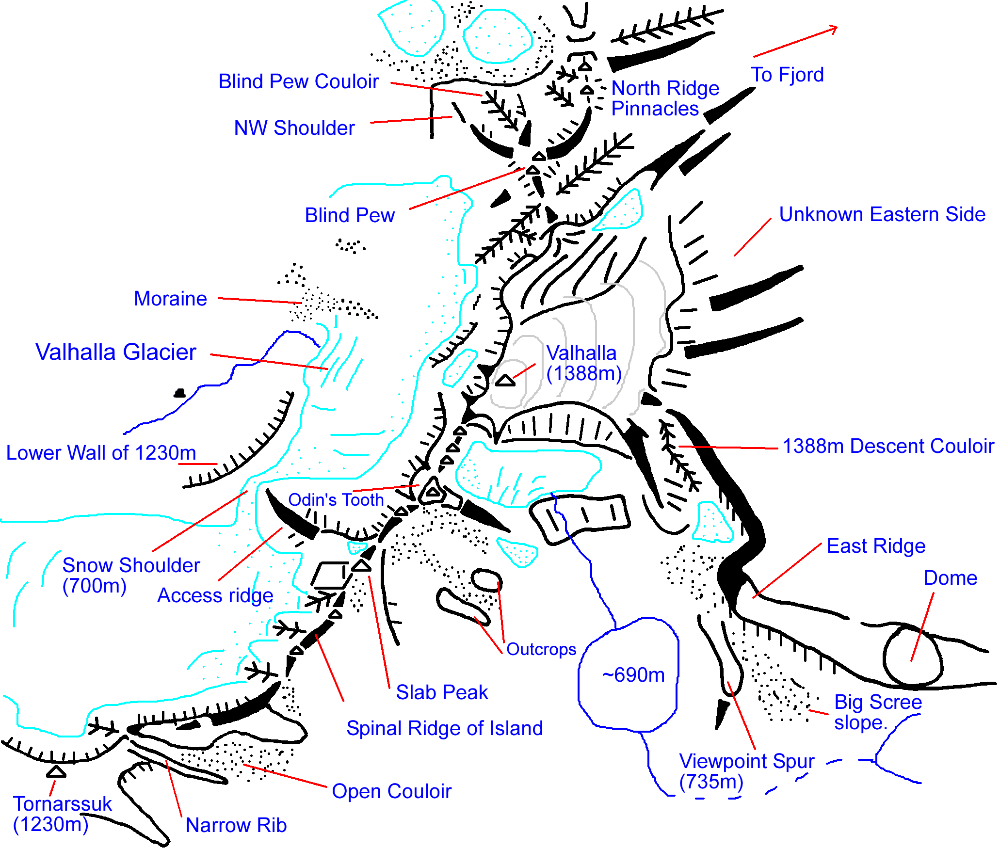 To Fjord
Blind Pew Couloir
North Ridge
Pinnacles
NW Shoulder
Blind Pew
Unknown Eastern Side
Moraine
Valhalla Glacier
Valhalla
(1388m)
Lower Wall of 1230m
1388m Descent Couloir
Odin's Tooth
Snow Shoulder
(700m)
Access ridge
East Ridge
Dome
Outcrops
~690m
Slab Peak
Spinal Ridge of Island
Big Scree
slope.
Viewpoint Spur
(735m)
Open Couloir
Tornarssuk
(1230m)
Narrow Rib